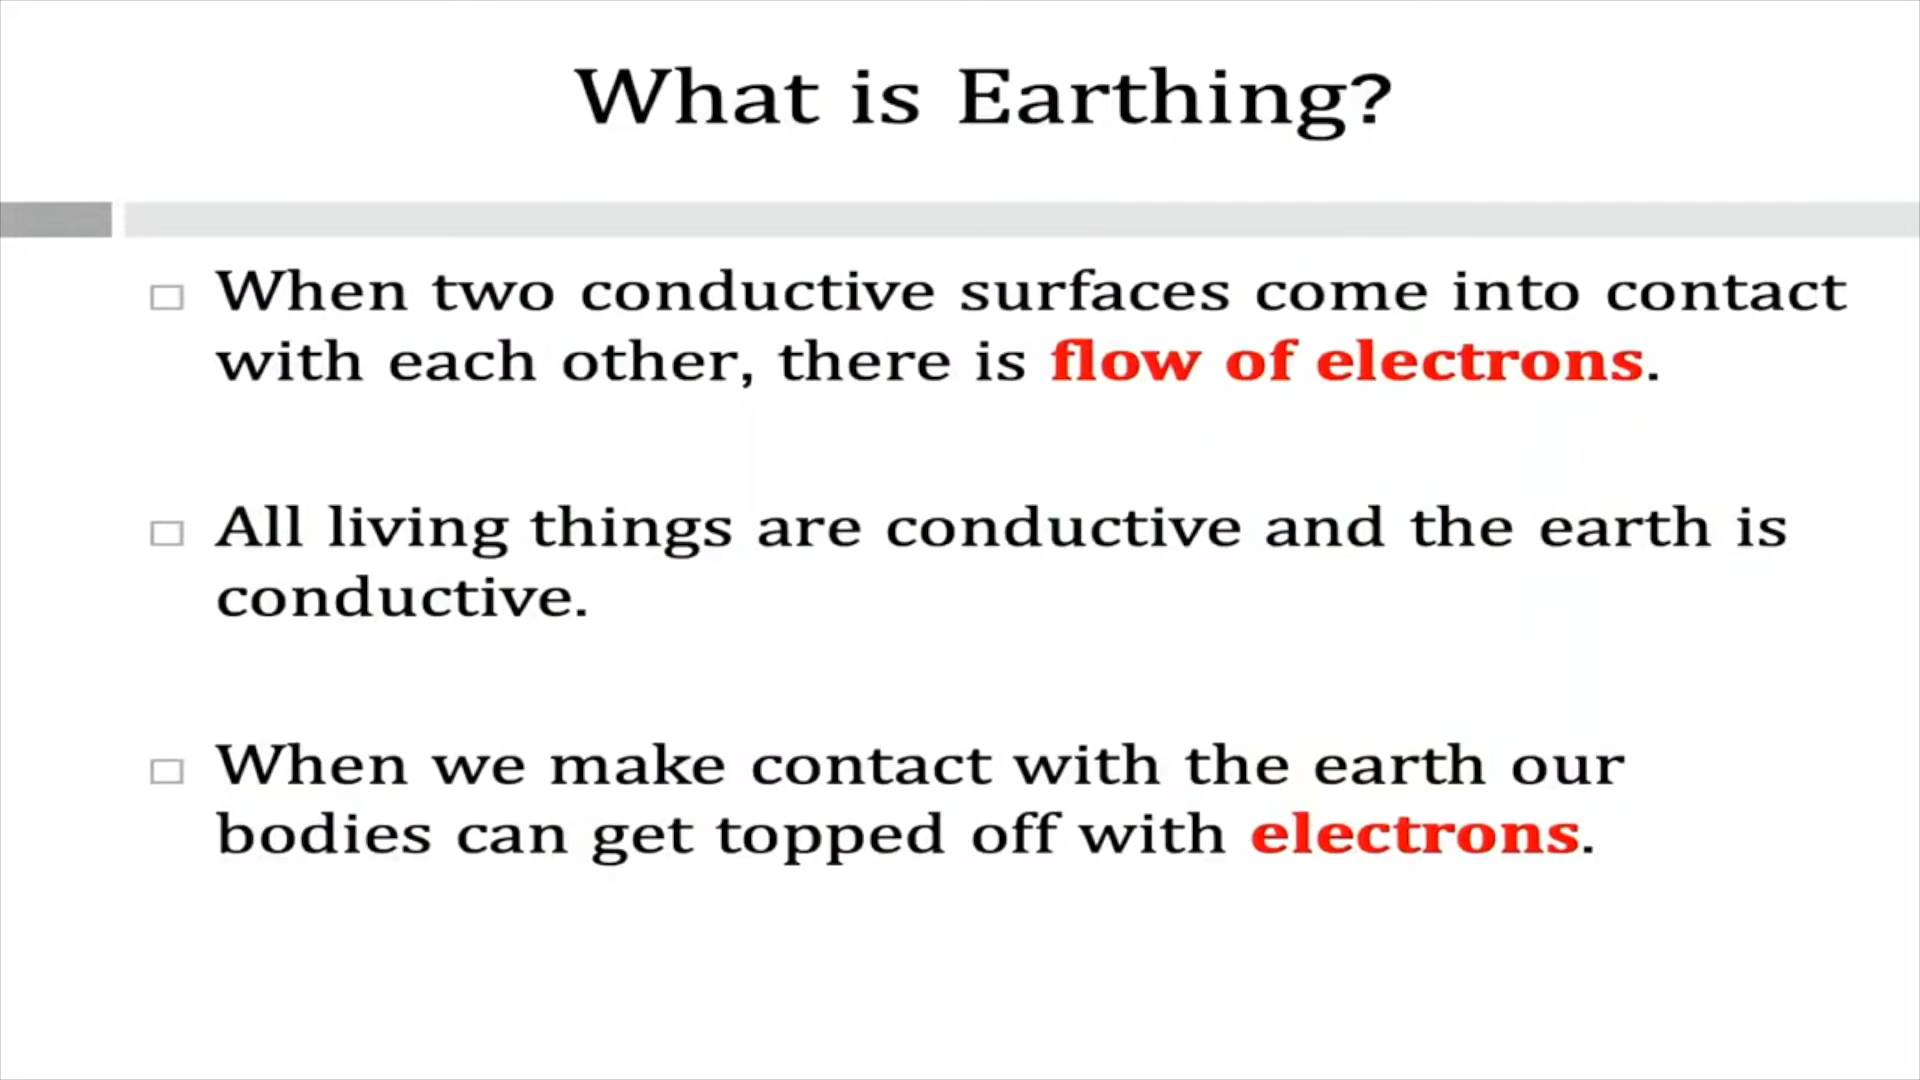 What is Earthing?
When two conductive surfaces come into contact
with each other, there is flow of electrons.
All living things are conductive and the earth is
conductive.
When we make contact with the earth our
bodies can get topped off with electrons.